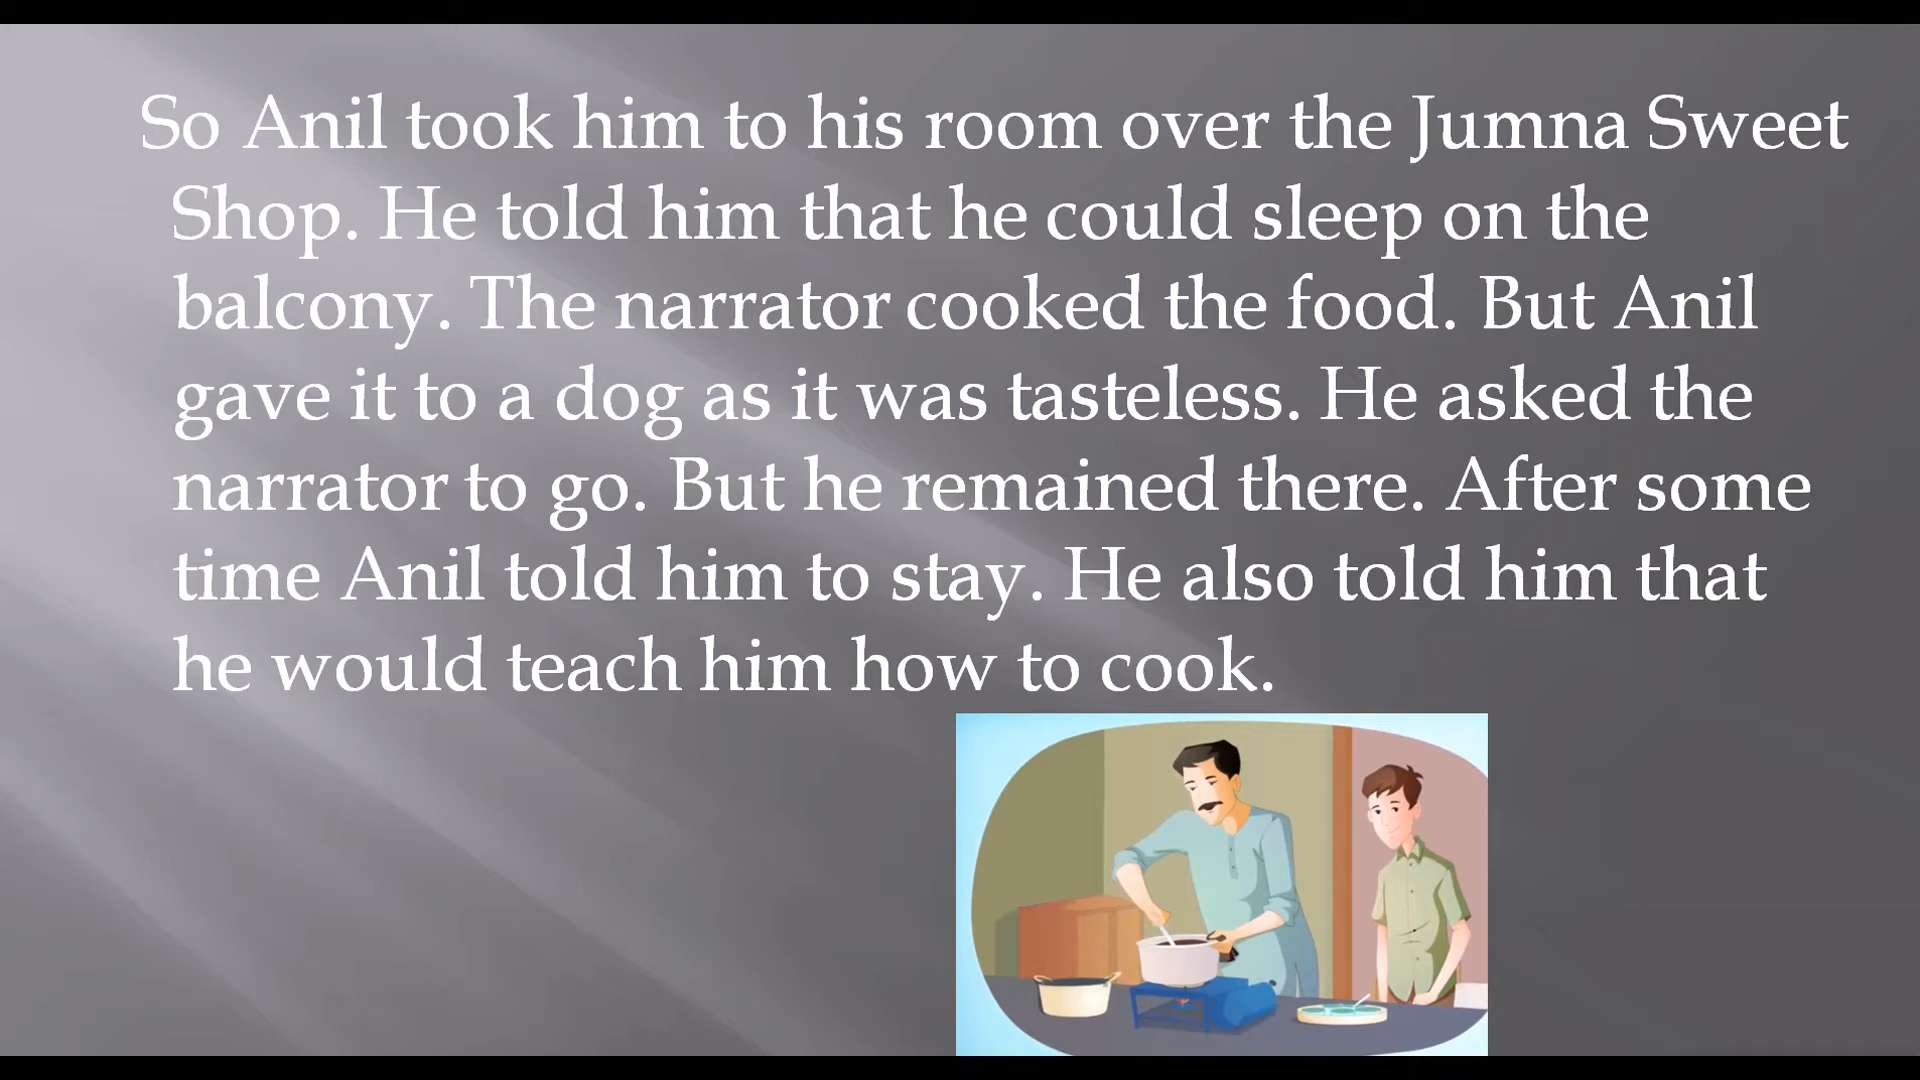 So Anil took him to his room over the Jumna Sweet
Shop. He told him that he could sleep on the
balcony. The narrator cooked the food. But Anil
gave it to a dog as it was tasteless. He asked the
narrator to go. But he remained there. After some
time Anil told him to stay. He also told him that
he would teach him how to cook.